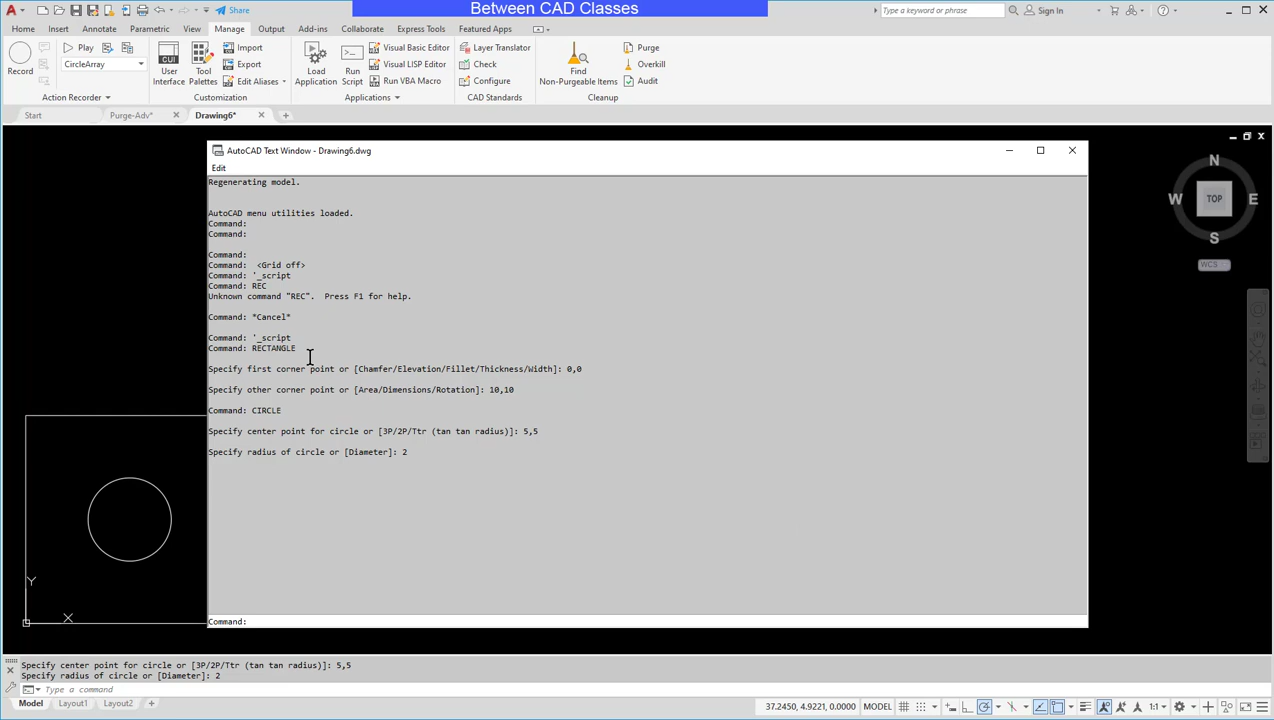 Between CAD Classes
Share
Type a keyword or phrase
Sign In
Home Insert Annotate Parametric View Manage Output Add-ins Collaborate Express Tools Featured Apps
Record
Play
CircleArray
Action Recorder
User
Interface
Tool
Palettes
Import
Export
Edit Aliases
Customization
Load
Application
Run
Script
Visual Basic Editor
Visual LISP Editor
Run VBA Macro
Applications
Layer Translator
Check
Configure
CAD Standards
Find
Non-Purgeable Items
Purge
Overkill
Audit
Cleanup
Start Purge-Adv* Drawing6*
AutoCAD Text Window - Drawing6.dwg
Edit
Regenerating model.
AutoCAD menu utilities loaded.
Command:
Command:
Command:
Command: <Grid off>
Command: '_script
Command: REC
Unknown command "REC". Press F1 for help.
Command: *Cancel*
Command: '_script
Command: RECTANGLE
Specify first corner point or [Chamfer/Elevation/Fillet/Thickness/Width]: 0,0
Specify other corner point or [Area/Dimensions/Rotation]: 10,10
Command: CIRCLE
Specify center point for circle or [3P/2P/Ttr (tan tan radius)]: 5,5
Specify radius of circle or [Diameter]: 2
Command:
N
W TOP E
S
WCS
Y
X
Specify center point for circle or [3P/2P/Ttr (tan tan radius)]: 5,5
Specify radius of circle or [Diameter]: 2
Type a command
Model Layout1 Layout2
37.2450, 4.9221, 0.0000 MODEL 1:1